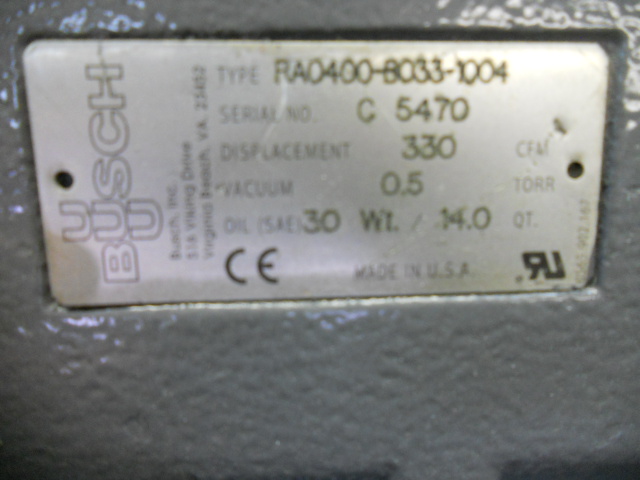 BUSCH
Busch, Inc.
516 Viking Drive
Virginia Beach, VA. 23452
TYPE RA0400-B033-1004
SERIAL NO. C 5470
DISPLACEMENT 330 CFM
VACUUM 0.5 TORR
OIL (SAE) 30 Wt. / 14.0 QT.
CE MADE IN U.S.A.